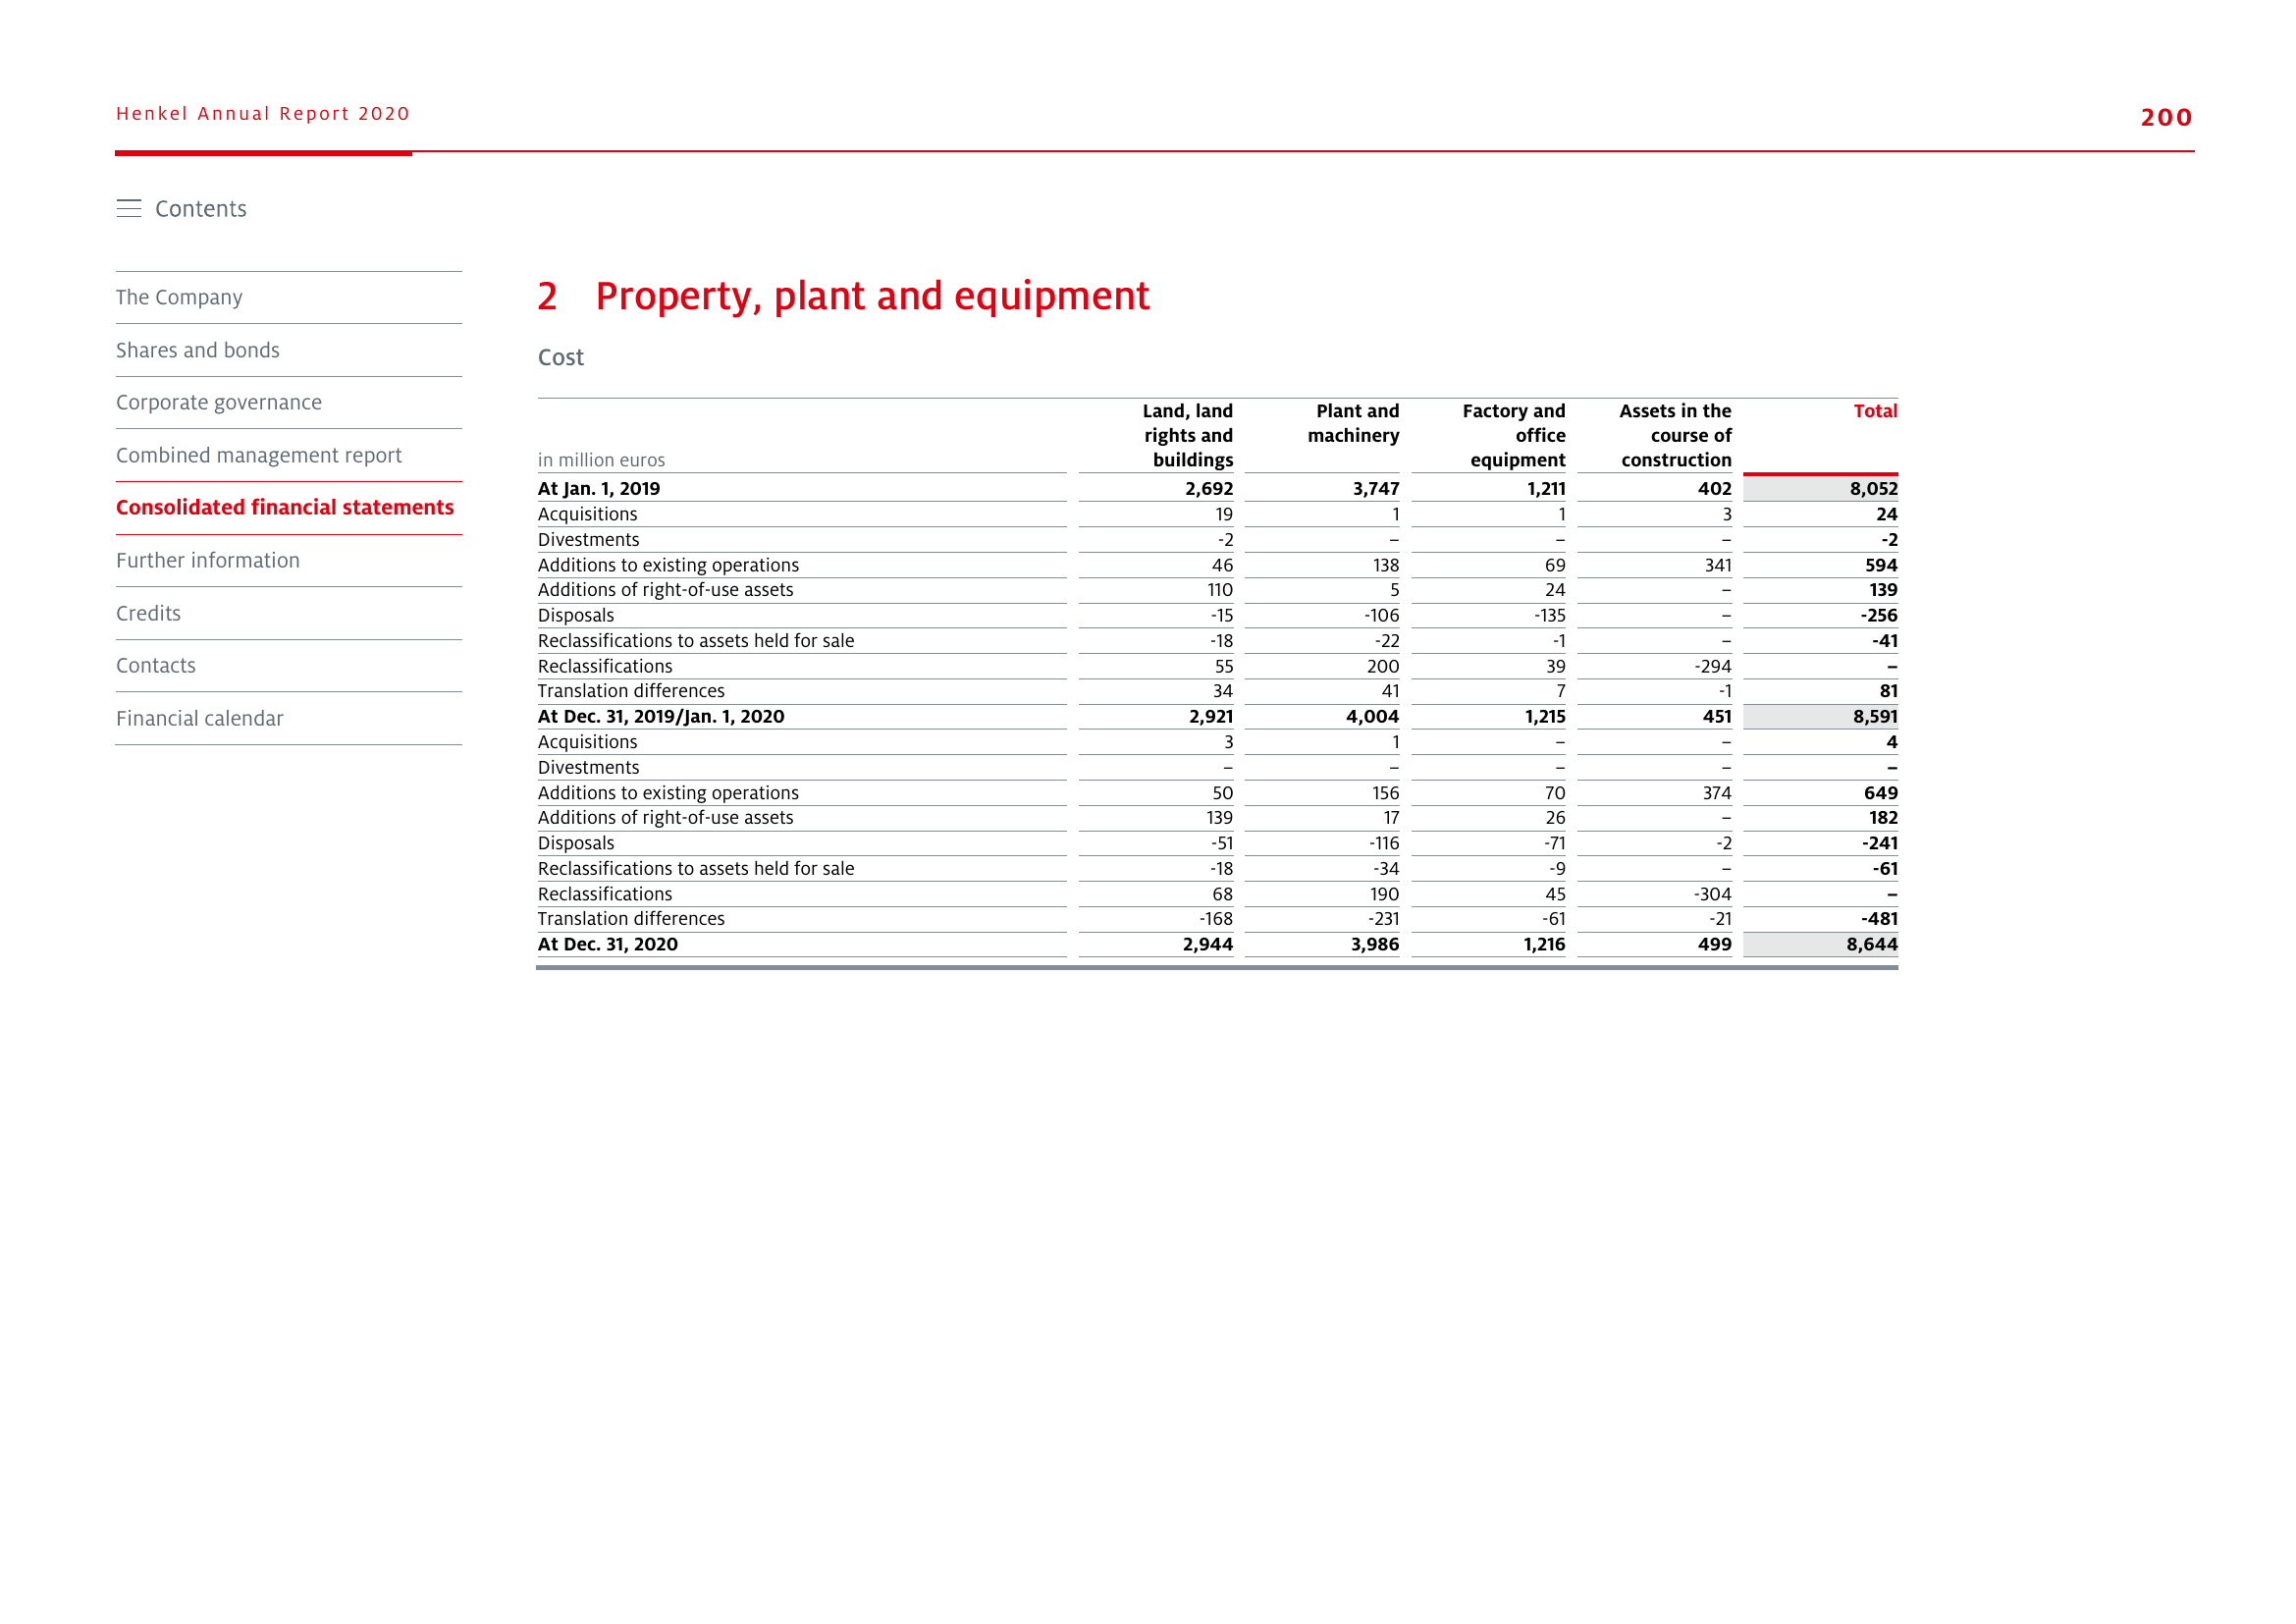 Henkel Annual Report 2020
200
Contents
The Company
Shares and bonds
Corporate governance
Combined management report
Consolidated financial statements
Further information
Credits
Contacts
Financial calendar
2 Property, plant and equipment
Cost
in million euros Land, land rights and buildings Plant and machinery Factory and office equipment Assets in the course of construction Total
At Jan. 1, 2019 2,692 3,747 1,211 402 8,052
Acquisitions 19 1 1 3 24
Divestments -2 – – – -2
Additions to existing operations 46 138 69 341 594
Additions of right-of-use assets 110 5 24 – 139
Disposals -15 -106 -135 – -256
Reclassifications to assets held for sale -18 -22 -1 – -41
Reclassifications 55 200 39 -294 –
Translation differences 34 41 7 -1 81
At Dec. 31, 2019/Jan. 1, 2020 2,921 4,004 1,215 451 8,591
Acquisitions 3 1 – – 4
Divestments – – – – –
Additions to existing operations 50 156 70 374 649
Additions of right-of-use assets 139 17 26 – 182
Disposals -51 -116 -71 -2 -241
Reclassifications to assets held for sale -18 -34 -9 – -61
Reclassifications 68 190 45 -304 –
Translation differences -168 -231 -61 -21 -481
At Dec. 31, 2020 2,944 3,986 1,216 499 8,644